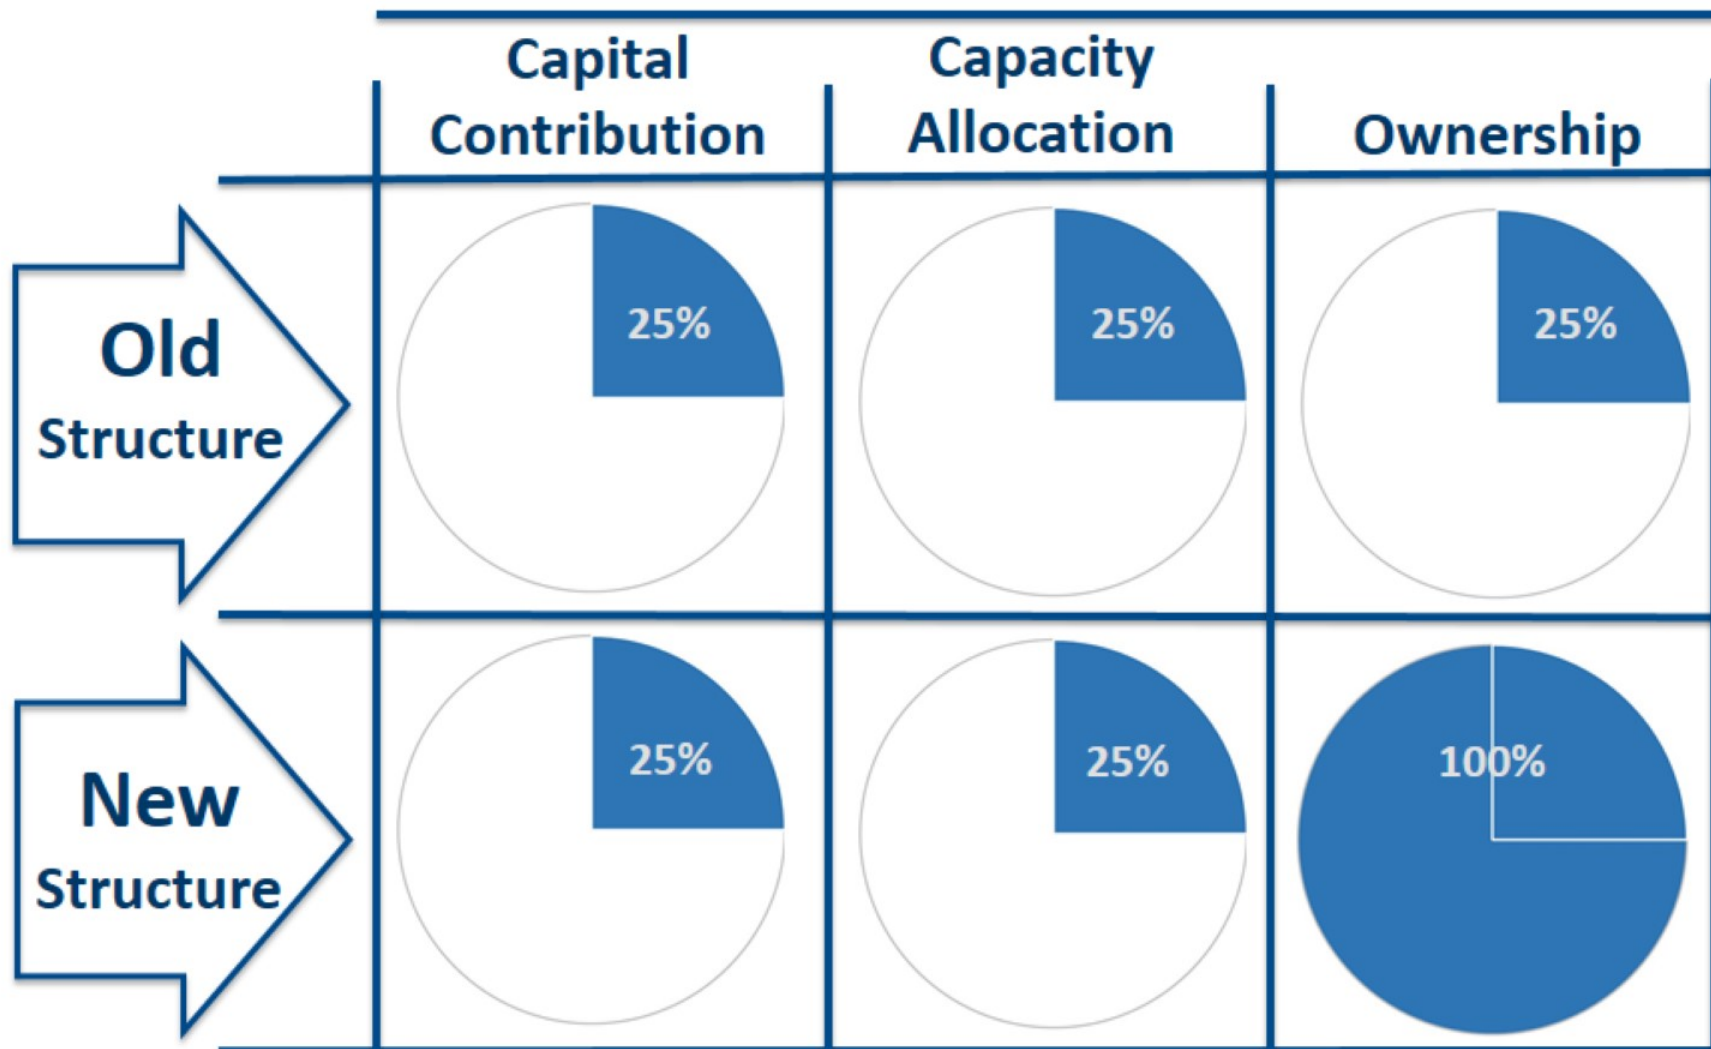 Capital
Contribution
Capacity
Allocation
Ownership
Old
Structure
25%
25%
25%
New
Structure
25%
25%
100%